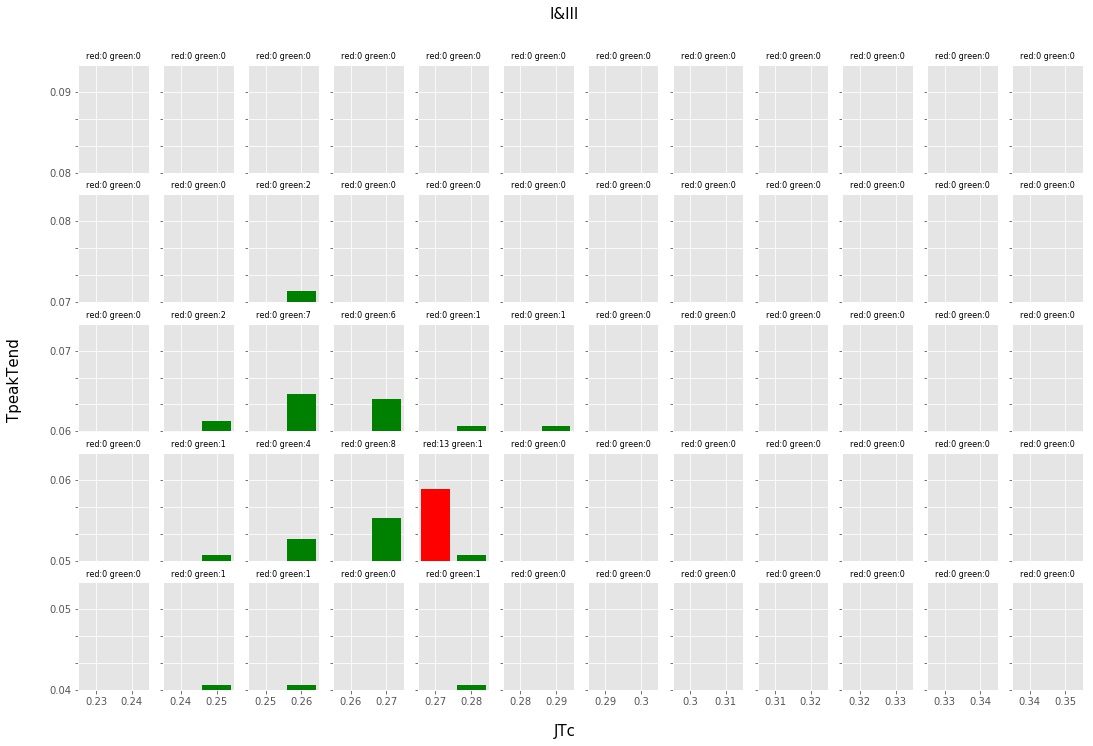 I&III
red:0 green:0 red:0 green:0 red:0 green:0 red:0 green:0 red:0 green:0 red:0 green:0 red:0 green:0 red:0 green:0 red:0 green:0 red:0 green:0 red:0 green:0 red:0 green:0
0.09
0.08
red:0 green:0 red:0 green:0 red:0 green:2 red:0 green:0 red:0 green:0 red:0 green:0 red:0 green:0 red:0 green:0 red:0 green:0 red:0 green:0 red:0 green:0 red:0 green:0
0.08
0.07
red:0 green:0 red:0 green:2 red:0 green:7 red:0 green:6 red:0 green:1 red:0 green:1 red:0 green:0 red:0 green:0 red:0 green:0 red:0 green:0 red:0 green:0 red:0 green:0
0.07
TpeakTend
0.06
red:0 green:0 red:0 green:1 red:0 green:4 red:0 green:8 red:13 green:1 red:0 green:0 red:0 green:0 red:0 green:0 red:0 green:0 red:0 green:0 red:0 green:0 red:0 green:0
0.06
0.05
red:0 green:0 red:0 green:1 red:0 green:1 red:0 green:0 red:0 green:1 red:0 green:0 red:0 green:0 red:0 green:0 red:0 green:0 red:0 green:0 red:0 green:0 red:0 green:0
0.05
0.04
0.23 0.24 0.24 0.25 0.25 0.26 0.26 0.27 0.27 0.28 0.28 0.29 0.29 0.3 0.3 0.31 0.31 0.32 0.32 0.33 0.33 0.34 0.34 0.35
JTc